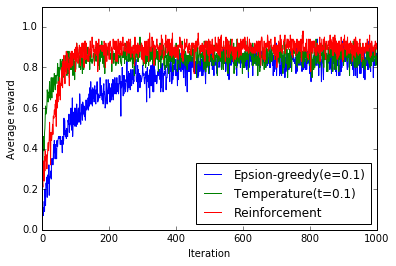 1.0
0.8
0.6
0.4
0.2
0.0
Average reward
0 200 400 600 800 1000
Iteration
Epsion-greedy(e=0.1)
Temperature(t=0.1)
Reinforcement